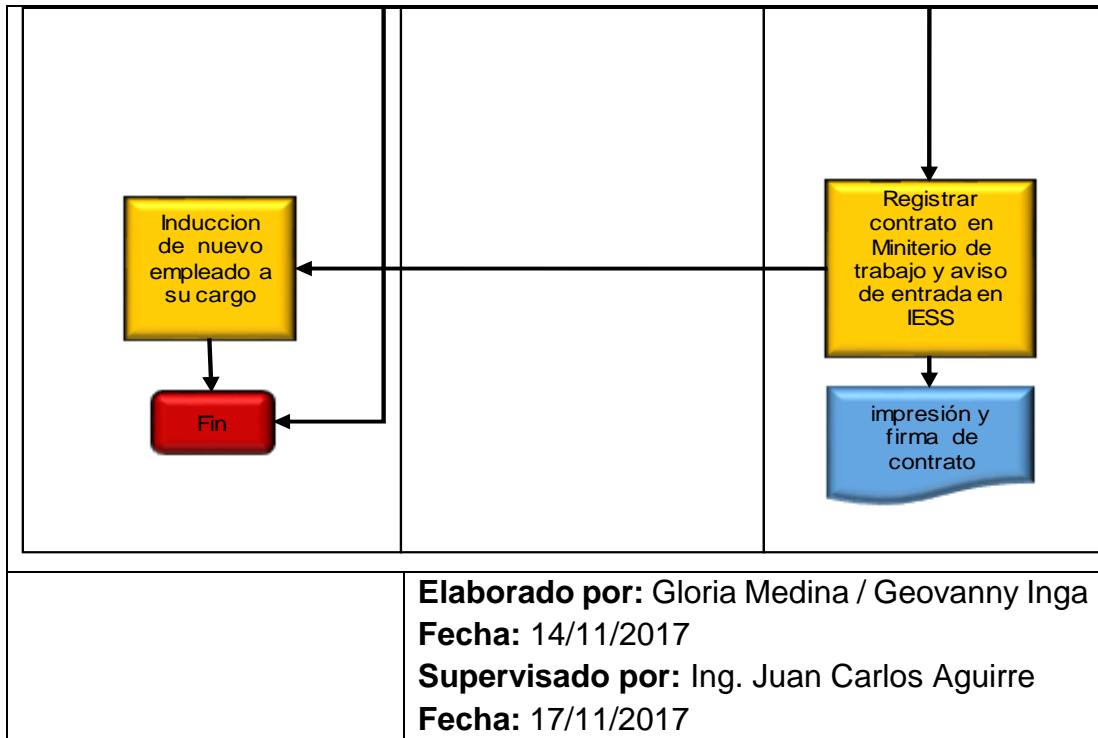 Induccion
de nuevo
empleado a
su cargo
Fin
Registrar
contrato en
Miniterio de
trabajo y aviso
de entrada en
IESS
impresión y
firma de
contrato
Elaborado por: Gloria Medina / Geovanny Inga
Fecha: 14/11/2017
Supervisado por: Ing. Juan Carlos Aguirre
Fecha: 17/11/2017